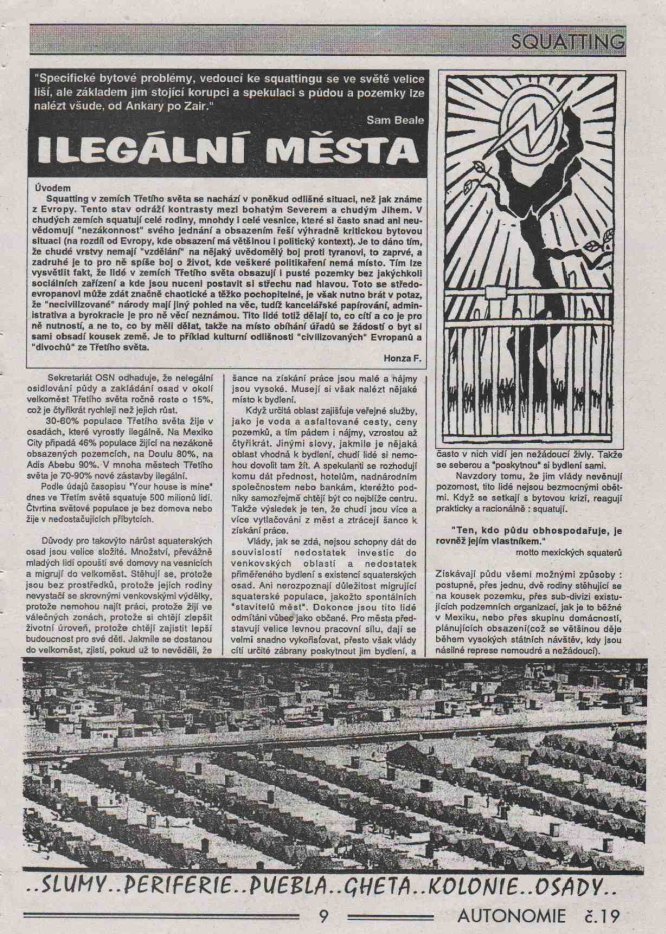 SQUATTING
"Specifické bytové problémy, vedoucí ke squattingu se ve světě velice
liší, ale základem jim stojící korupci a spekulaci s půdou a pozemky lze
nalézt všude, od Ankary po Zair."
Sam Beale
ILEGÁLNÍ MĚSTA
Úvodem
Squatting v zemích Třetího světa se nachází v poněkud odlišné situaci, než jak známe
z Evropy. Tento stav odráží kontrasty mezi bohatým Severem a chudým Jihem. V
chudých zemích squatují celé rodiny, mnohdy i celé vesnice, které si často snad ani neu-
vědomují "nezákonnost" svého jednání a obsazením řeší výhradně kritickou bytovou
situaci (na rozdíl od Evropy, kde obsazení má většinou i politický kontext). Je to dáno tím,
že chudé vrstvy nemají "vzdělání" na nějaký uvědomělý boj proti tyranovi, to zaprvé, a
zadruhé je to pro ně spíše boj o život, kde veškeré politikaření nemá místo. Tím lze
vysvětlit fakt, že lidé v zemích Třetího světa obsazují i pusté pozemky bez jakýchkoli
sociálních zařízení a kde jsou nuceni postavit si střechu nad hlavou. Toto se středo-
evropanovi může zdát značně chaotické a těžko pochopitelné, je však nutno brát v potaz,
že "necivilizované" národy mají jiný pohled na věc, tudíž kancelářské papírování, admin
istrativa a byrokracie je pro ně věcí neznámou. Tito lidé totiž dělají to, co cítí a co je pro
ně nutností, a ne to, co by měli dělat, takže na místo obíhání úřadů se žádostí o byt si
sami obsadí kousek země. Je to příklad kulturní odlišnosti "civilizovaných" Evropanů a
"divochů" ze Třetího světa.
Honza F.
Sekretariát OSN odhaduje, že nelegální
osidlování půdy a zakládání osad v okolí
velkoměst Třetího světa ročně roste o 15%,
což je čtyřikrát rychleji než jejich růst.
30-60% populace Třetího světa žije v
osadách, které vyrostly ilegálně. Na Mexiko
City připadá 46% populace žijící na nezákoně
obsazených pozemcích, na Doulu 80%, na
Adis Abebu 90%. V mnoha městech Třetího
světa je 70-90% nové zástavby ilegální.
Podle údajů časopisu "Your house is mine"
dnes ve Třetím světě squatuje 500 milionů lidí.
Čtvrtina světové populace je bez domova nebo
žije v nedostačujících příbytcích.
Důvody pro takovýto nárůst squaterských
osad jsou velice složité. Množství, převážně
mladých lidí opouští své domovy na vesnicích
a migrují do velkoměst. Stěhují se, protože
jsou bez prostředků, protože jejich rodiny
nevystačí se skrovnými venkovskými výdělky,
protože nemohou najít práci, protože žijí ve
válečných zonách, protože si chtějí zlepšit
životní úroveň, protože chtějí zajistit lepší
budoucnost pro své děti. Jakmile se dostanou
do velkoměst, zjistí, pokud už to nevěděli, že
šance na získání práce jsou malé a nájmy
jsou vysoké. Musejí si však nalézt nějaké
místo k bydlení.
Když určitá oblast zajišťuje veřejné služby,
jako je voda a asfaltované cesty, ceny
pozemků, a tím pádem i nájmy, vzrostou až
čtyřikrát. Jinými slovy, jakmile je nějaká
oblast vhodná k bydlení, chudí lidé si nemo-
hou dovolit tam žít. A spekulanti se rozhodují
komu dát přednost, hotelům, nadnárodním
společnostem nebo bankám, kterěžto pod-
niky samozřejmě chtějí být co nejblíže centru.
Takže výsledek je ten, že chudí jsou více a
více vytlačování z měst a ztrácejí šance k
získání práce.
Vlády, jak se zdá, nejsou schopny dát do
souvislosti nedostatek investic do
venkovských oblastí a nedostatek
přiměřeného bydlení s existencí squaterských
osad. Ani nerozpoznají důležitost migrující
squaterské populace, jakožto spontánních
"stavitelů měst". Dokonce jsou tito lidé
odmítáni vůbec jako občané. Pro města před-
stavují velice levnou pracovní sílu, dají se
velmi snadno vykořisťovat, přesto však vlády
cítí určité zábrany poskytnout jim bydlení, a
často v nich vidí jen nežádoucí živly. Takže
se seberou a "poskytnou" si bydlení sami.
Navzdory tomu, že jim vlády nevěnují
pozornost, tito lidé nejsou bezmocnými oběť-
mi. Když se setkají s bytovou krizí, reagují
prakticky a racionálně : squatují.
"Ten, kdo půdu obhospodařuje, je
rovněž jejím vlastníkem."
motto mexických squaterů
Získávají půdu všemi možnými způsoby :
postupně, přes jednu, dvě rodiny stěhující se
na kousek pozemku, přes sub-divizi existu-
jících podzemních organizací, jak je to běžné
v Mexiku, nebo přes skupinu domácností,
plánujících obsazení(což se většinou děje
během vysokých státních návštěv, kdy jsou
násilné represe nemoudré a nežádoucí).
..SLUMY..PERIFERIE..PUEBLA..GHETA..KOLONIE..OSADY..
9
AUTONOMIE č.19